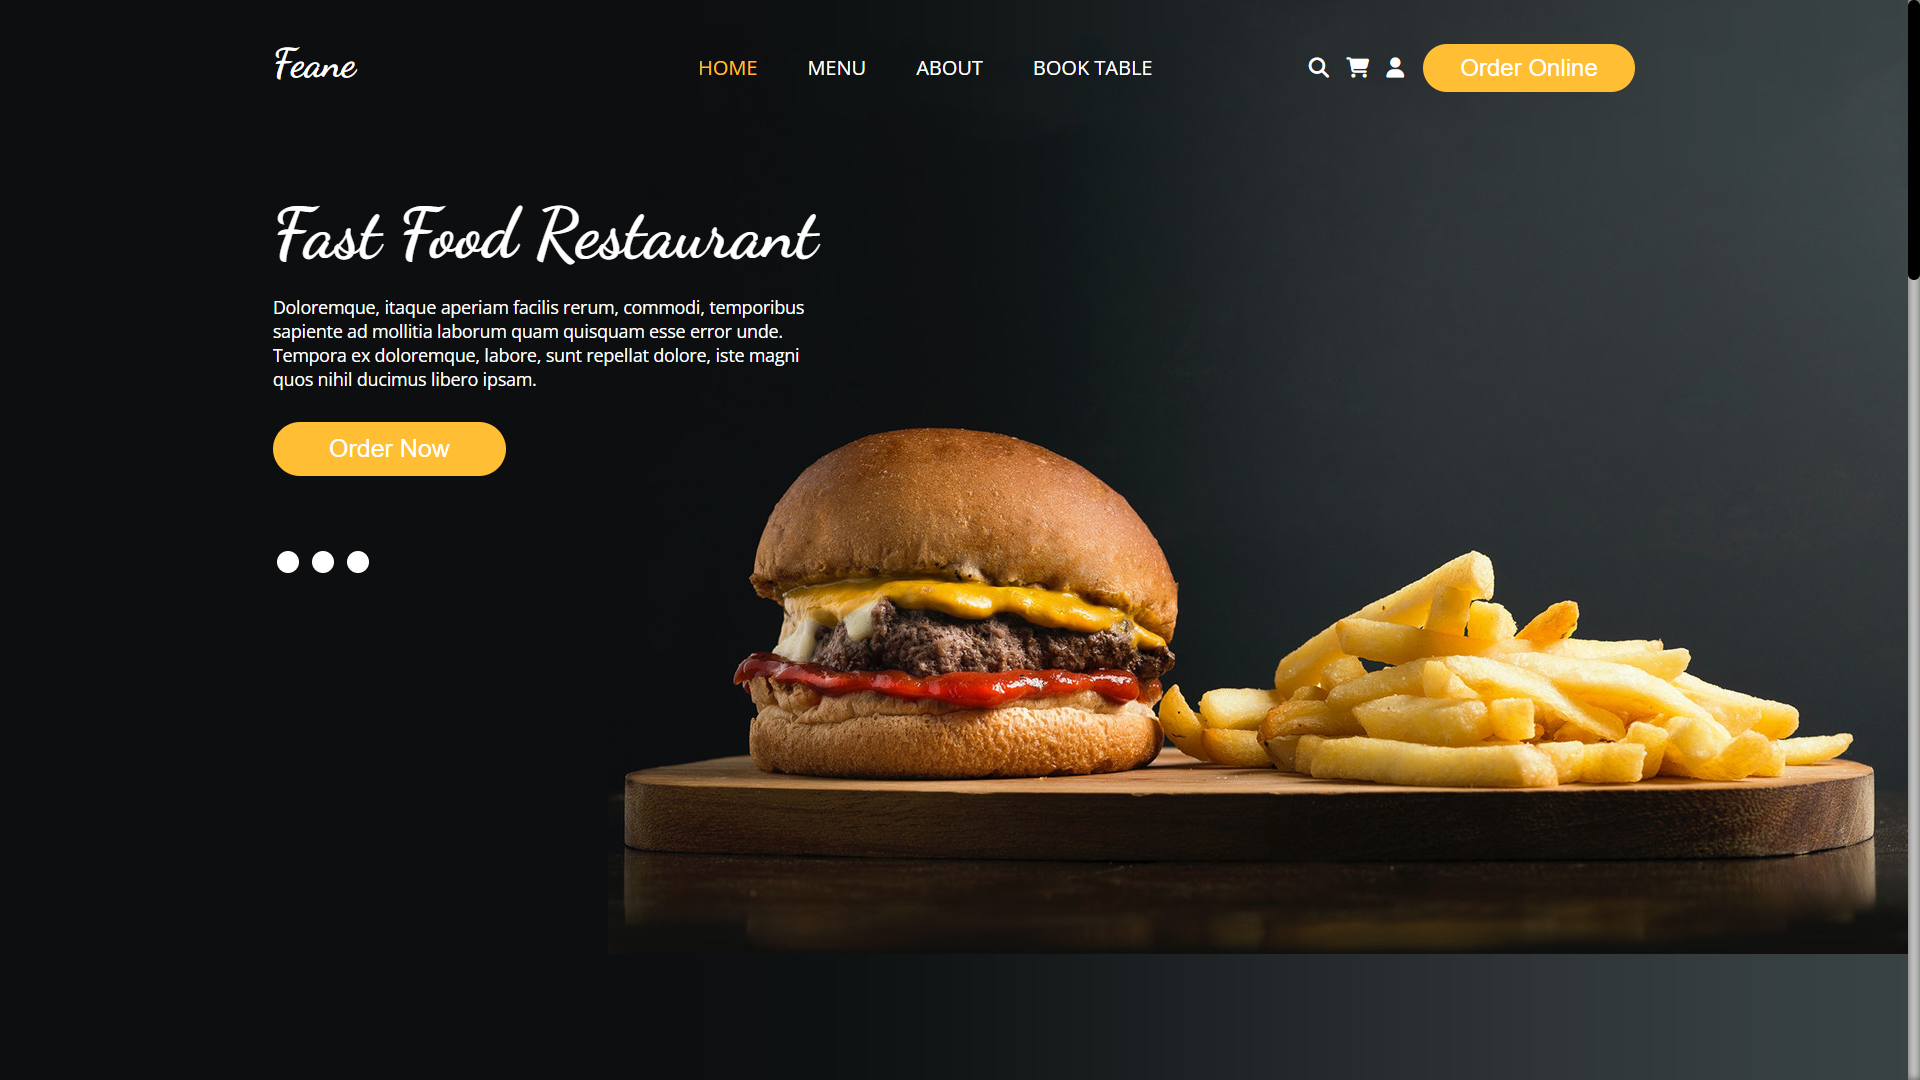 Feane
HOME MENU ABOUT BOOK TABLE
Order Online
Fast Food Restaurant
Doloremque, itaque aperiam facilis rerum, commodi, temporibus
sapiente ad mollitia laborum quam quisquam esse error unde.
Tempora ex doloremque, labore, sunt repellat dolore, iste magni
quos nihil ducimus libero ipsam.
Order Now